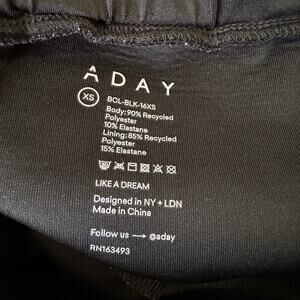 ADAY
XS
BCL-BLK-16XS
Body: 90% Recycled
Polyester
10% Elastane
Lining: 85% Recycled
Polyester
15% Elastane
LIKE A DREAM
Designed in NY + LDN
Made in China
Follow us → @aday
RN163493